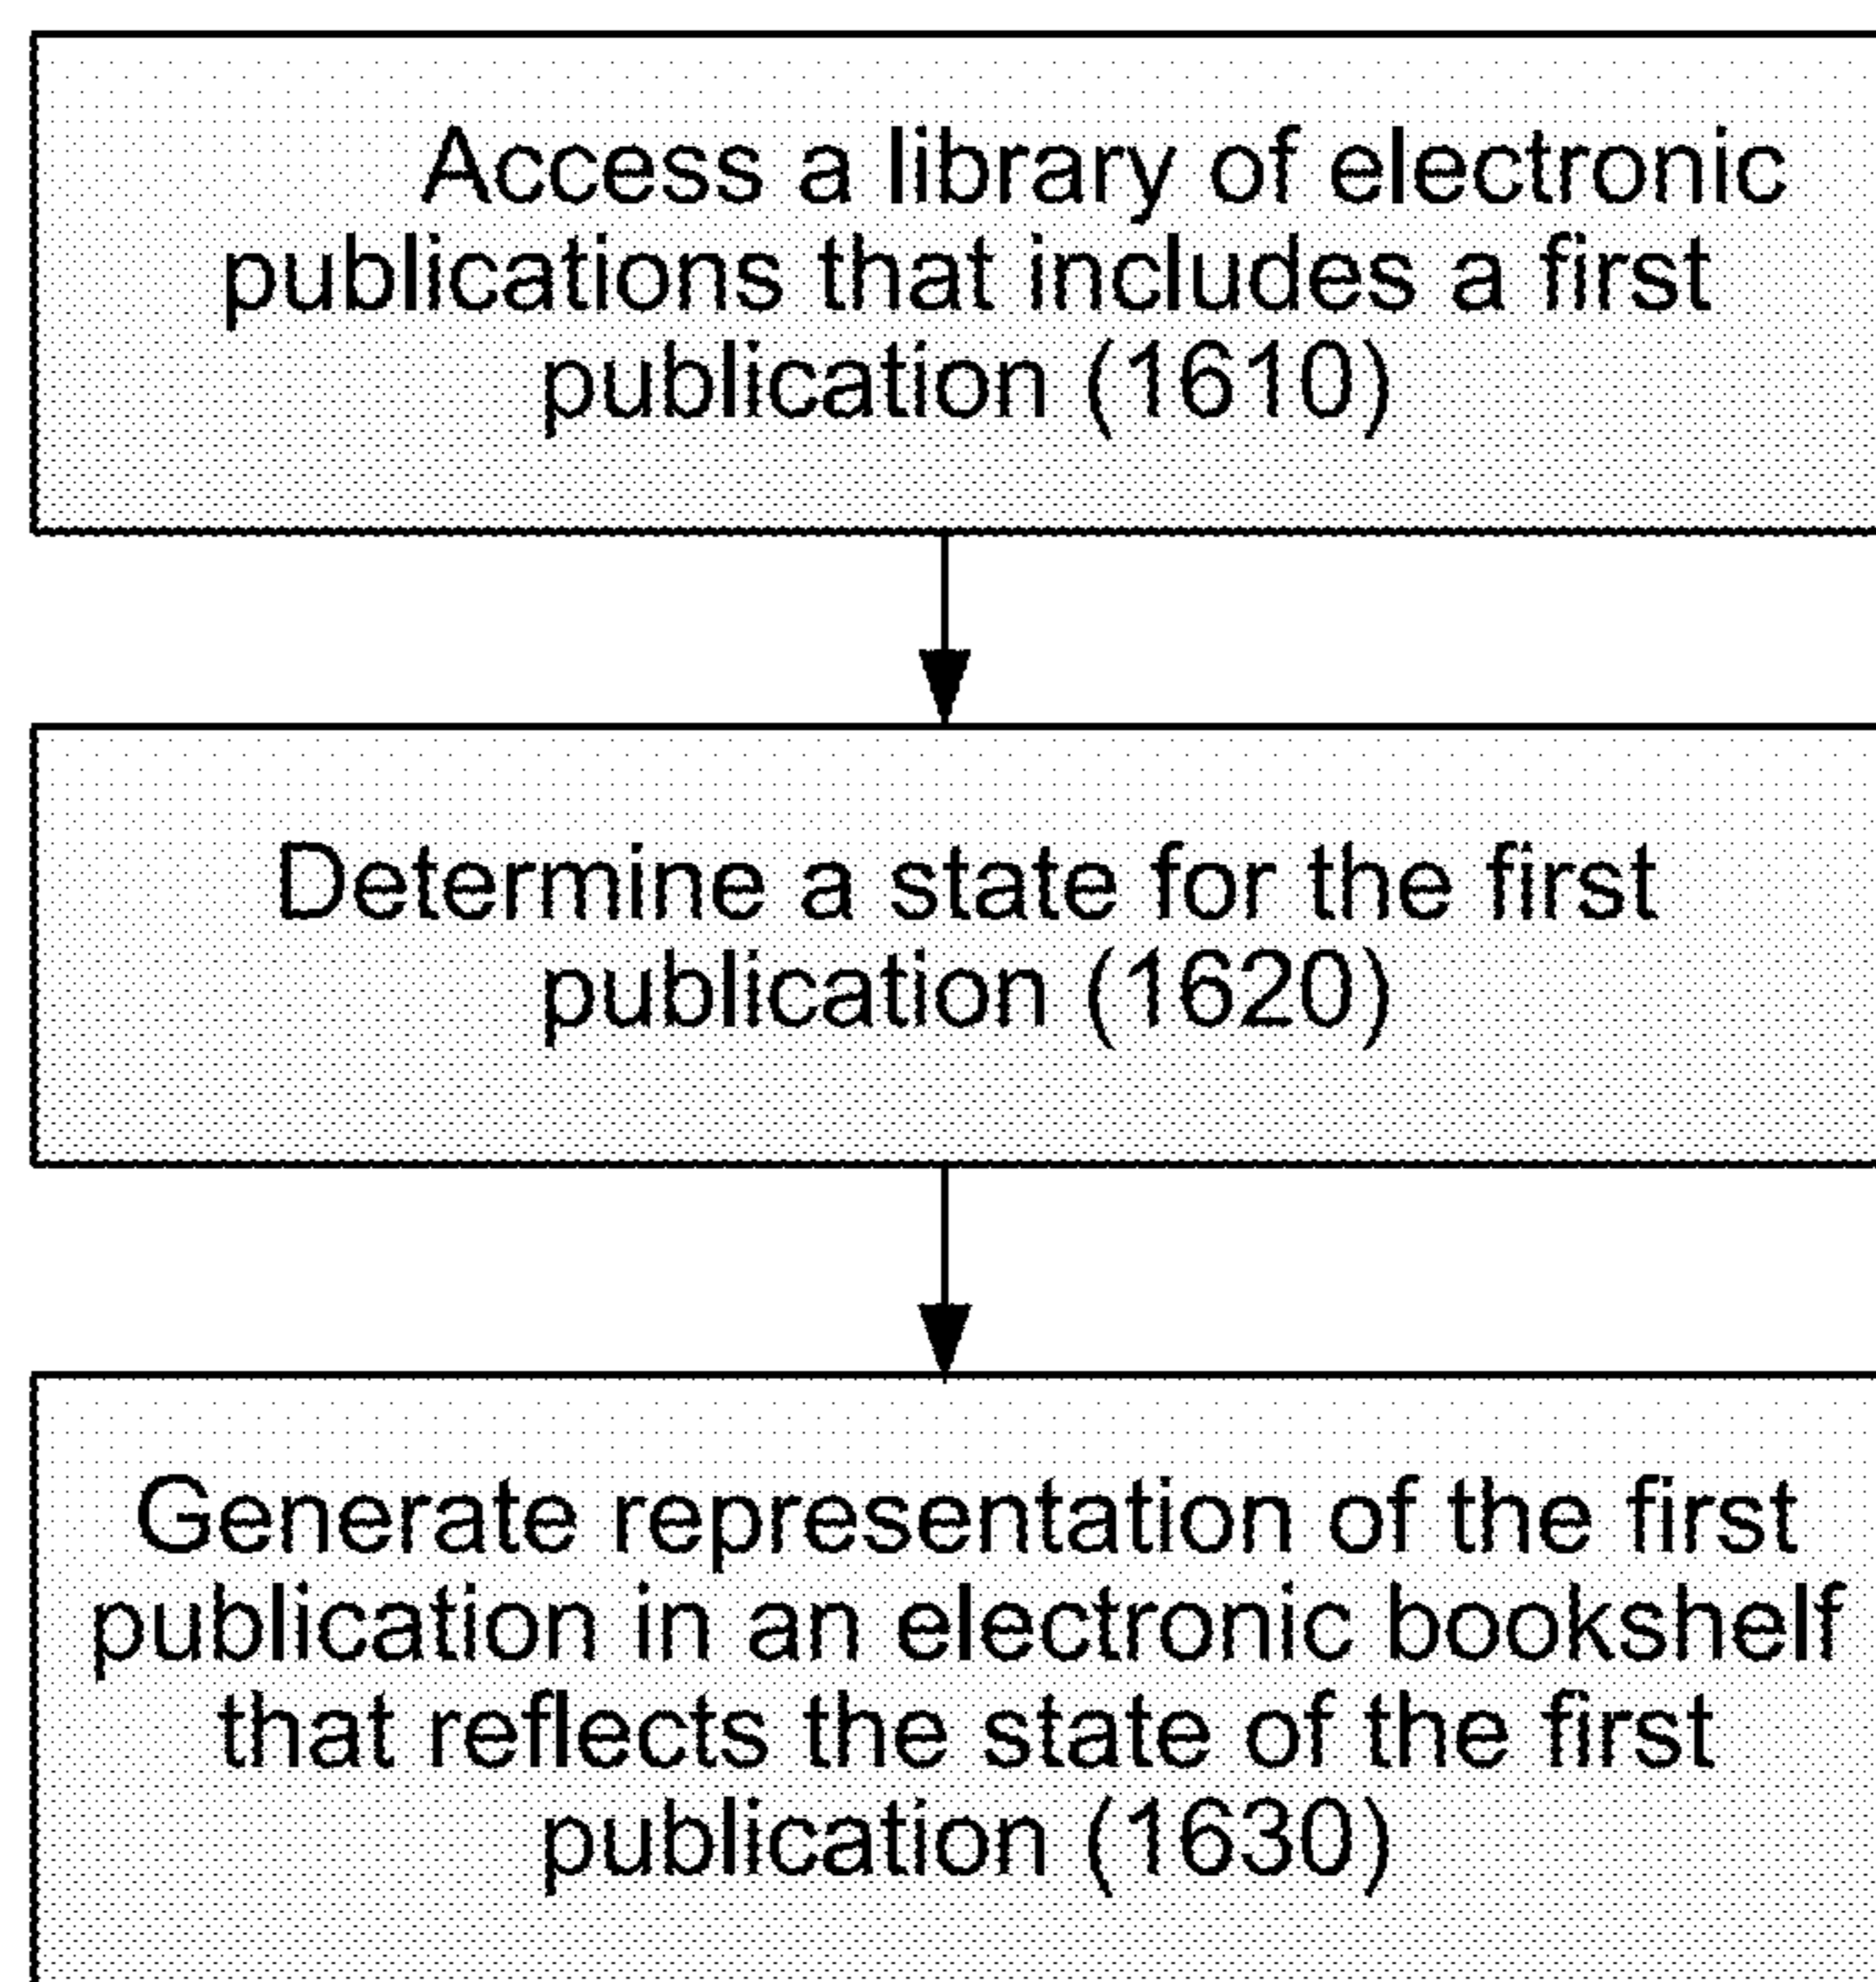 Access a library of electronic
publications that includes a first
publication (1610)
Determine a state for the first
publication (1620)
Generate representation of the first
publication in an electronic bookshelf
that reflects the state of the first
publication (1630)